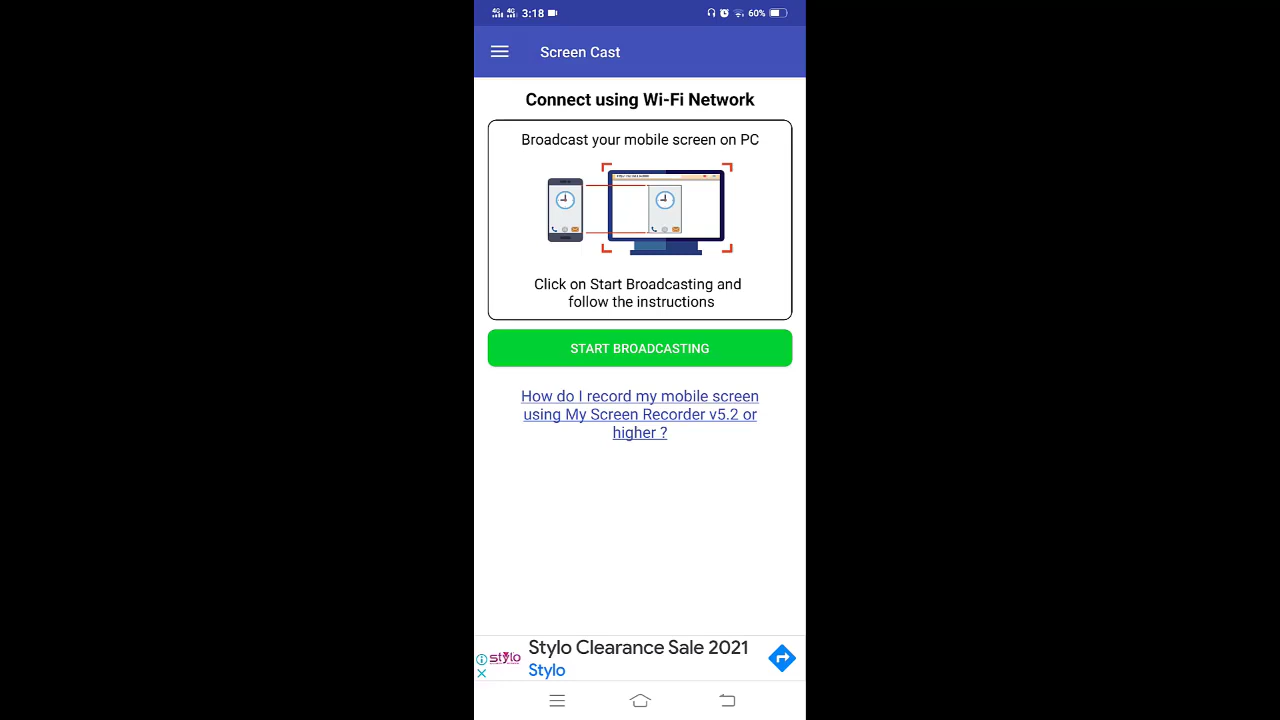 4G 4G 3:18 60%
Screen Cast
Connect using Wi-Fi Network
Broadcast your mobile screen on PC
Click on Start Broadcasting and
follow the instructions
START BROADCASTING
How do I record my mobile screen
using My Screen Recorder v5.2 or
higher ?
stylo
Stylo Clearance Sale 2021
Stylo